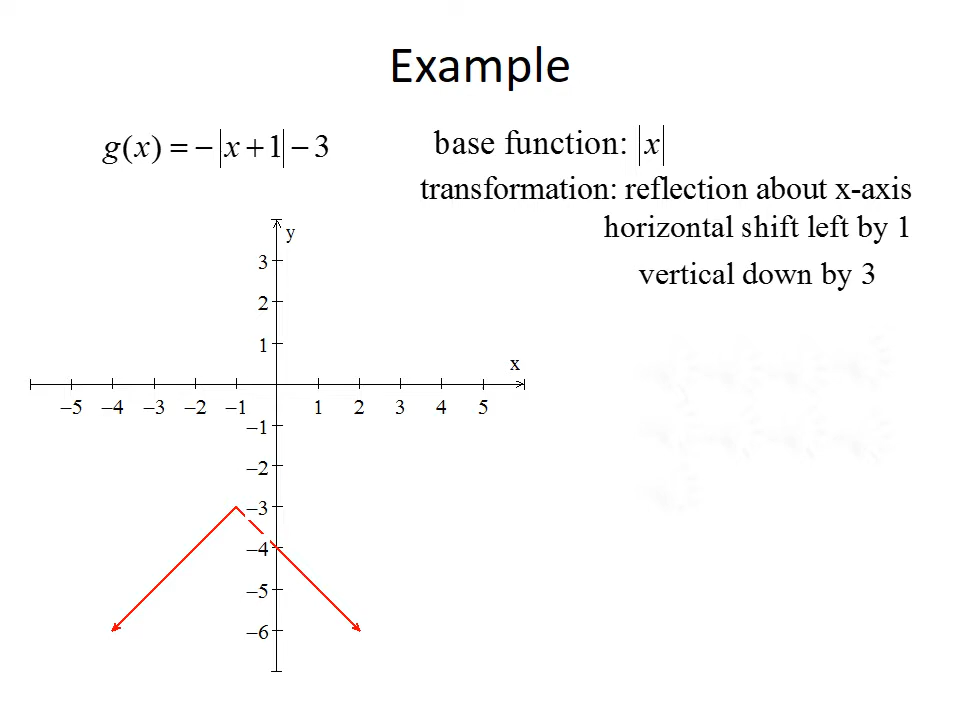 Example
g(x) = −|x+1|−3
base function: |x|
transformation: reflection about x-axis
horizontal shift left by 1
vertical down by 3
y
3
2
1
x
−5 −4 −3 −2 −1 1 2 3 4 5
−1
−2
−3
−4
−5
−6